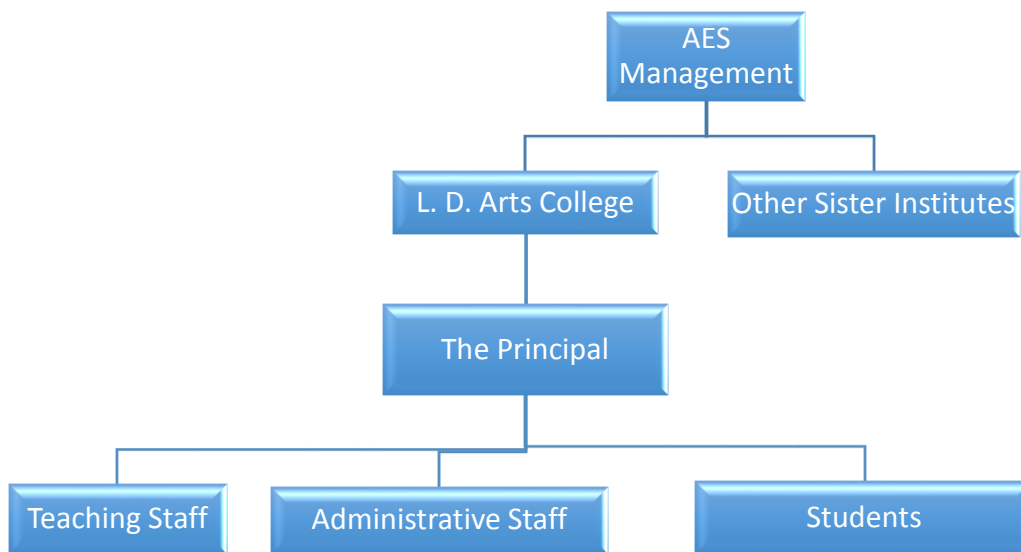 AES
Management
L. D. Arts College
Other Sister Institutes
The Principal
Teaching Staff
Administrative Staff
Students